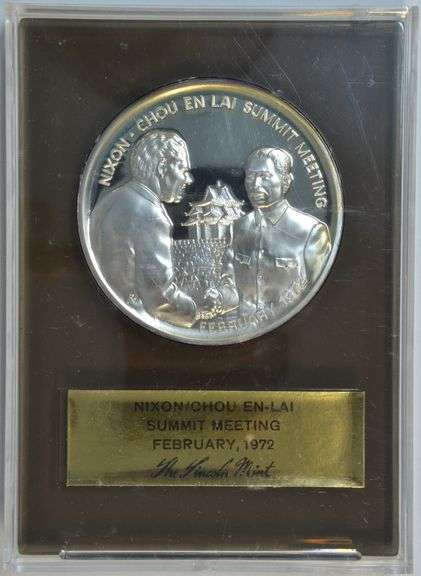 NIXON · CHOU EN LAI SUMMIT MEETING
FEBRUARY 1972
NIXON/CHOU EN-LAI
SUMMIT MEETING
FEBRUARY, 1972
The Lincoln Mint